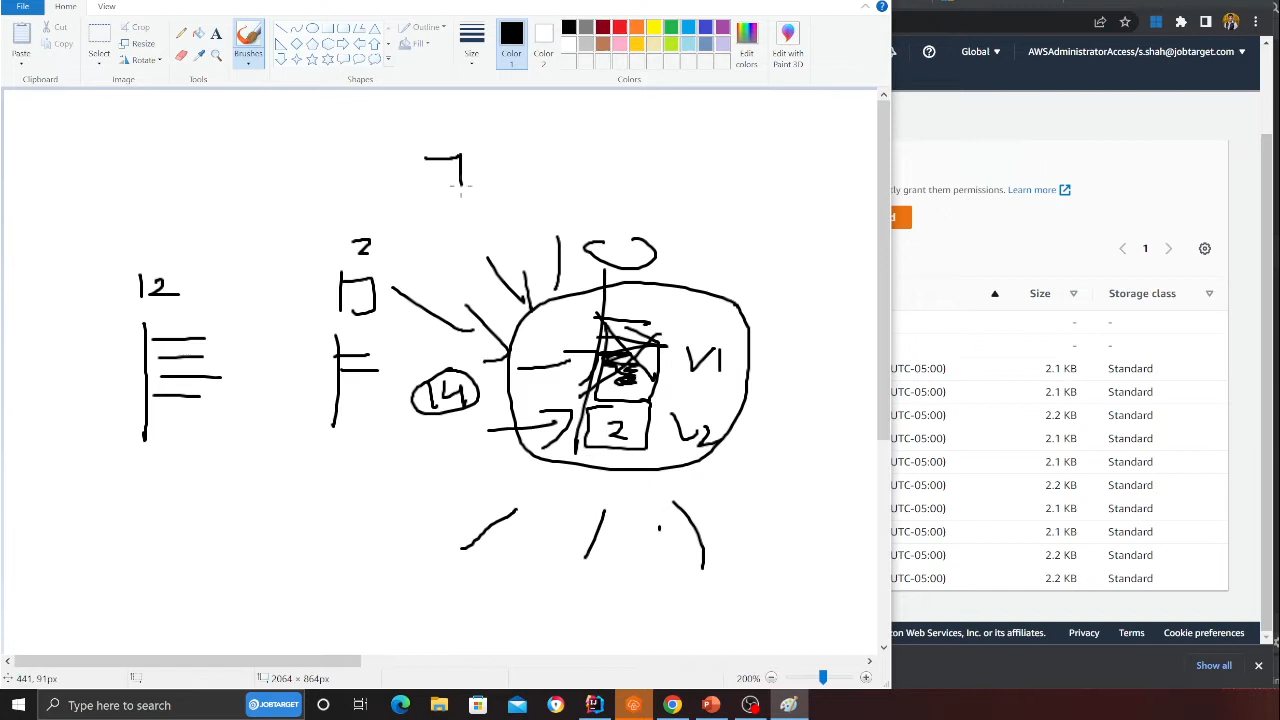 File
Home
View
Paste
Cut
Copy
Clipboard
Select
Crop
Resize
Rotate
Image
Tools
Brushes
Shapes
Outline
Fill
Size
Color
1
Color
2
Edit
colors
Colors
Edit with
Paint 3D
Global
AWSAdministratorAccess/s.shah@jobtarget.com
tly grant them permissions. Learn more
d
1
Size
Storage class
-
-
-
-
(UTC-05:00) 2.1 KB Standard
(UTC-05:00) 2.1 KB Standard
(UTC-05:00) 2.1 KB Standard
(UTC-05:00) 2.1 KB Standard
(UTC-05:00) 2.1 KB Standard
(UTC-05:00) 2.2 KB Standard
(UTC-05:00) 2.1 KB Standard
(UTC-05:00) 2.1 KB Standard
(UTC-05:00) 2.2 KB Standard
(UTC-05:00) 2.2 KB Standard
12
2
14
V1
2
V2
zon Web Services, Inc. or its affiliates. Privacy Terms Cookie preferences
Show all
441, 91px
2064 × 864px
200%
Type here to search
JOBTARGET